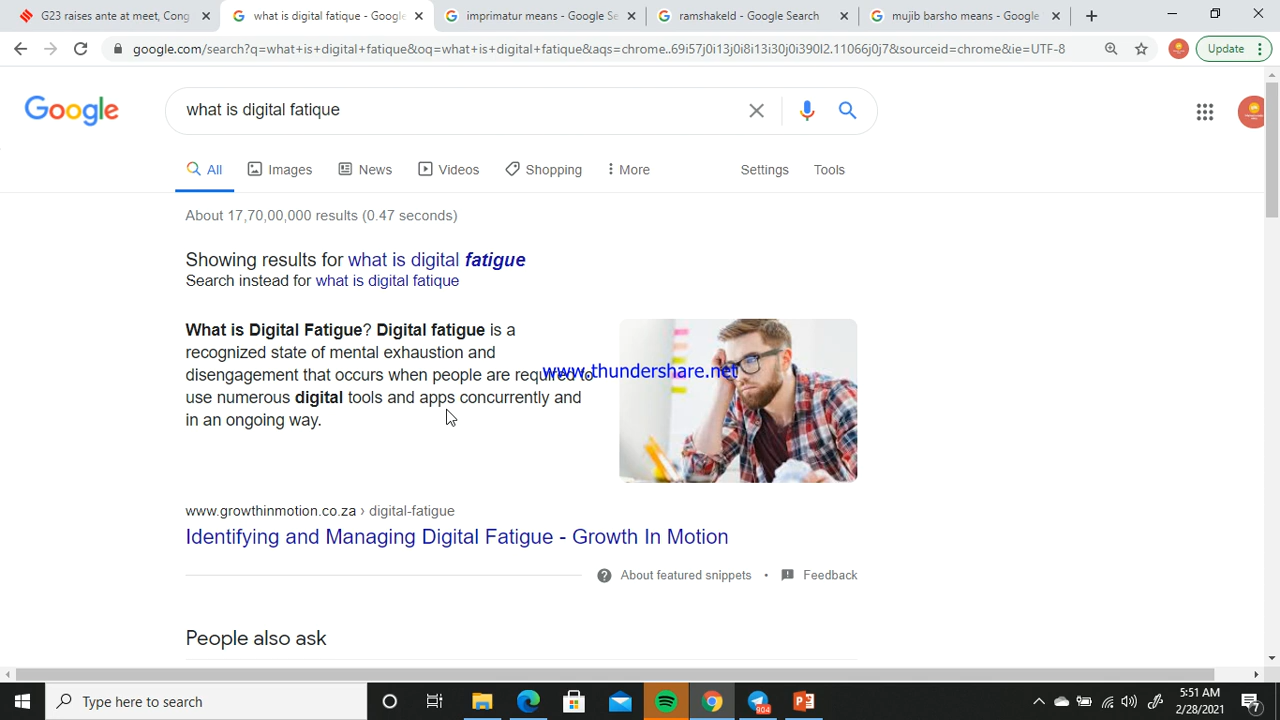 G23 raises ante at meet, Cong
what is digital fatique - Google
imprimatur means - Google Se
ramshakeld - Google Search
mujib barsho means - Google
google.com/search?q=what+is+digital+fatique&oq=what+is+digital+fatique&aqs=chrome..69i57j0i13j0i8i13i30j0i390l2.11066j0j7&sourceid=chrome&ie=UTF-8
Update
Google
what is digital fatique
All
Images
News
Videos
Shopping
More
Settings
Tools
About 17,70,00,000 results (0.47 seconds)
Showing results for what is digital fatigue
Search instead for what is digital fatique
What is Digital Fatigue? Digital fatigue is a
recognized state of mental exhaustion and
disengagement that occurs when people are required to
use numerous digital tools and apps concurrently and
in an ongoing way.
www.thundershare.net
www.growthinmotion.co.za › digital-fatigue
Identifying and Managing Digital Fatigue - Growth In Motion
About featured snippets • Feedback
People also ask
Type here to search
904
5:51 AM
2/28/2021
7